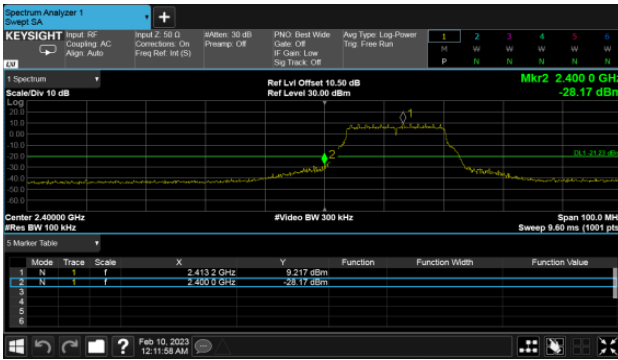 Spectrum Analyzer 1
Swept SA
KEYSIGHT Input: RF Input Z: 50 Ω #Atten: 30 dB PNO: Best Wide Avg Type: Log-Power 1 2 3 4 5 6
Coupling: AC Corrections: On Preamp: Off Gate: Off Trig: Free Run M W W W W W
Align: Auto Freq Ref: Int (S) IF Gain: Low
Sig Track: Off P N N N N N
LXI
1 Spectrum
Scale/Div 10 dB
Ref Lvl Offset 10.50 dB
Ref Level 30.00 dBm
Mkr2 2.400 0 GHz
-28.17 dBm
Log
20.0
10.0
0.00
-10.0
-20.0
-30.0
-40.0
-50.0
-60.0
1
2
DL1 -21.23 dBm
Center 2.40000 GHz #Video BW 300 kHz Span 100.0 MHz
#Res BW 100 kHz Sweep 9.60 ms (1001 pts)
5 Marker Table
Mode Trace Scale X Y Function Function Width Function Value
1 N 1 f 2.413 2 GHz 9.217 dBm
2 N 1 f 2.400 0 GHz -28.17 dBm
3
4
5
6
? Feb 10, 2023
12:11:58 AM